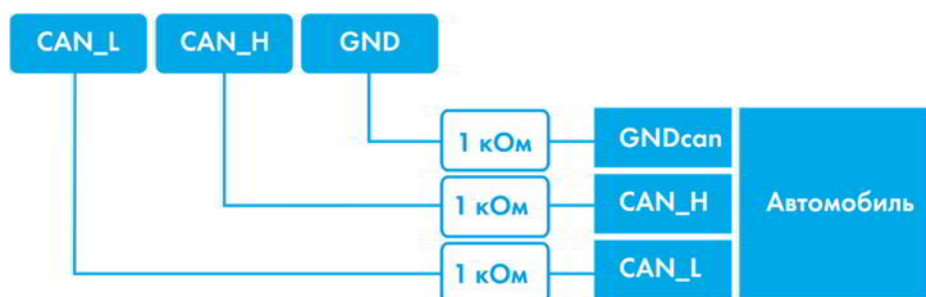 CAN_L CAN_H GND
1 кОм GNDcan
1 кОм CAN_H Автомобиль
1 кОм CAN_L